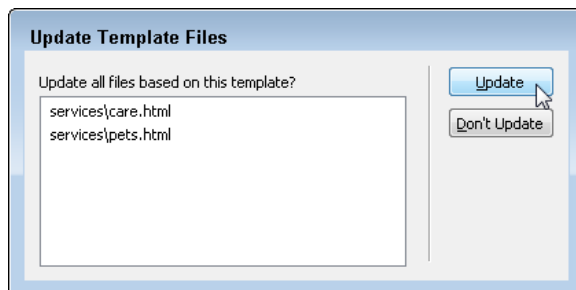 Update Template Files
Update all files based on this template?
services\care.html
services\pets.html
Update
Don't Update